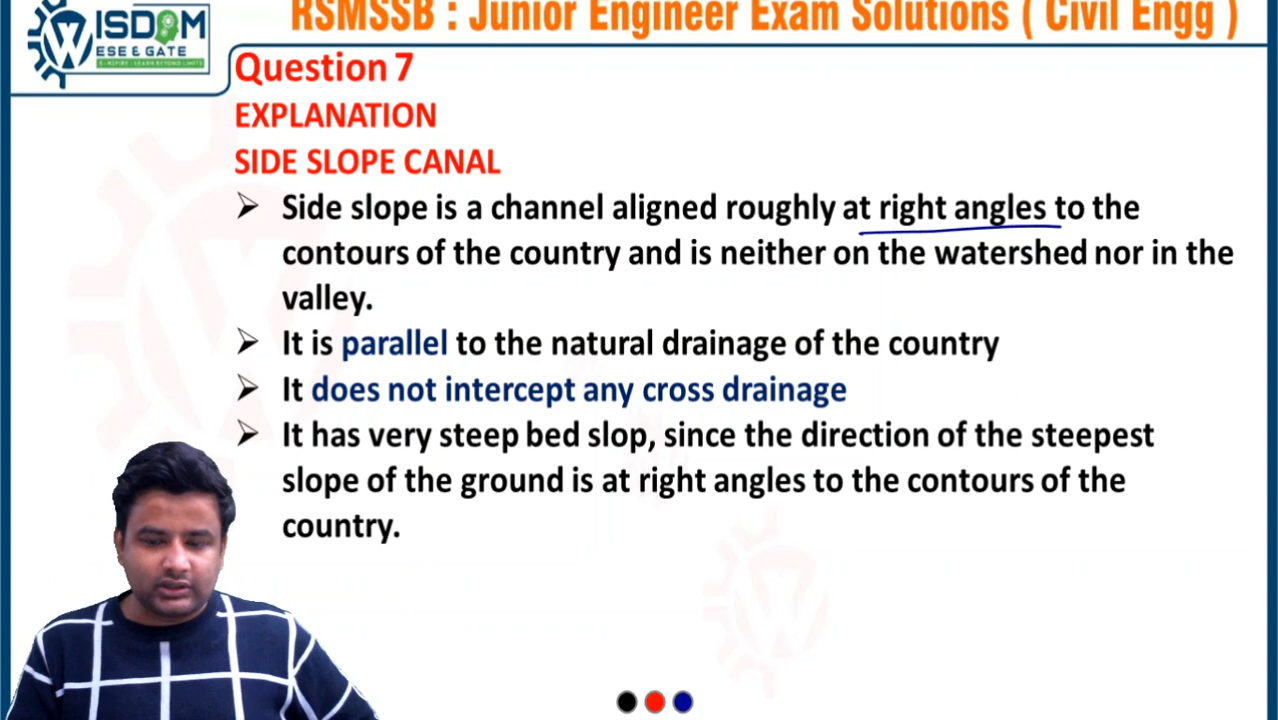 RSMSSB : Junior Engineer Exam Solutions ( Civil Engg )
WISDOM
ESE & GATE
Question 7
EXPLANATION
SIDE SLOPE CANAL
➢ Side slope is a channel aligned roughly at right angles to the
contours of the country and is neither on the watershed nor in the
valley.
➢ It is parallel to the natural drainage of the country
➢ It does not intercept any cross drainage
➢ It has very steep bed slop, since the direction of the steepest
slope of the ground is at right angles to the contours of the
country.